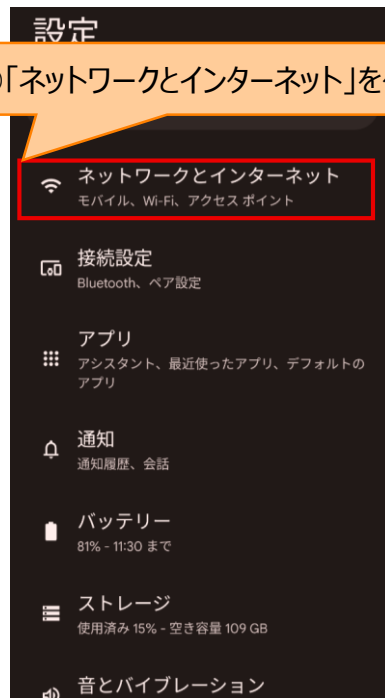 設定
「ネットワークとインターネット」を
ネットワークとインターネット
モバイル、Wi-Fi、アクセス ポイント
接続設定
Bluetooth、ペア設定
アプリ
アシスタント、最近使ったアプリ、デフォルトの
アプリ
通知
通知履歴、会話
バッテリー
81% - 11:30 まで
ストレージ
使用済み 15% - 空き容量 109 GB
音とバイブレーション